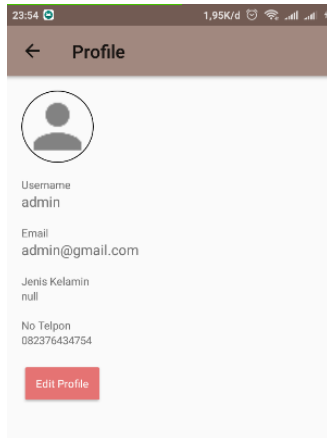 23:54 1,95K/d
Profile
Username
admin
Email
admin@gmail.com
Jenis Kelamin
null
No Telpon
082376434754
Edit Profile